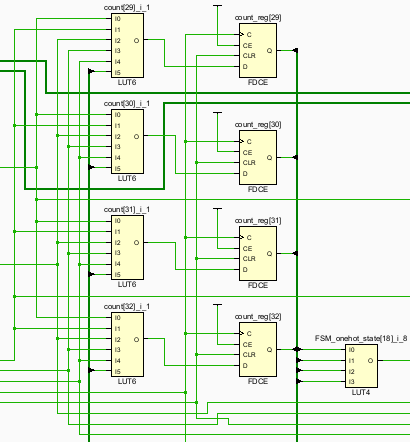 count[29]_i_1
I0
I1
I2
I3
I4
I5
O
LUT6
count_reg[29]
C
CE
CLR
D
Q
FDCE
count[30]_i_1
I0
I1
I2
I3
I4
I5
O
LUT6
count_reg[30]
C
CE
CLR
D
Q
FDCE
count[31]_i_1
I0
I1
I2
I3
I4
I5
O
LUT6
count_reg[31]
C
CE
CLR
D
Q
FDCE
count[32]_i_1
I0
I1
I2
I3
I4
I5
O
LUT6
count_reg[32]
C
CE
CLR
D
Q
FDCE
FSM_onehot_state[18]_i_8
I0
I1
I2
I3
O
LUT4